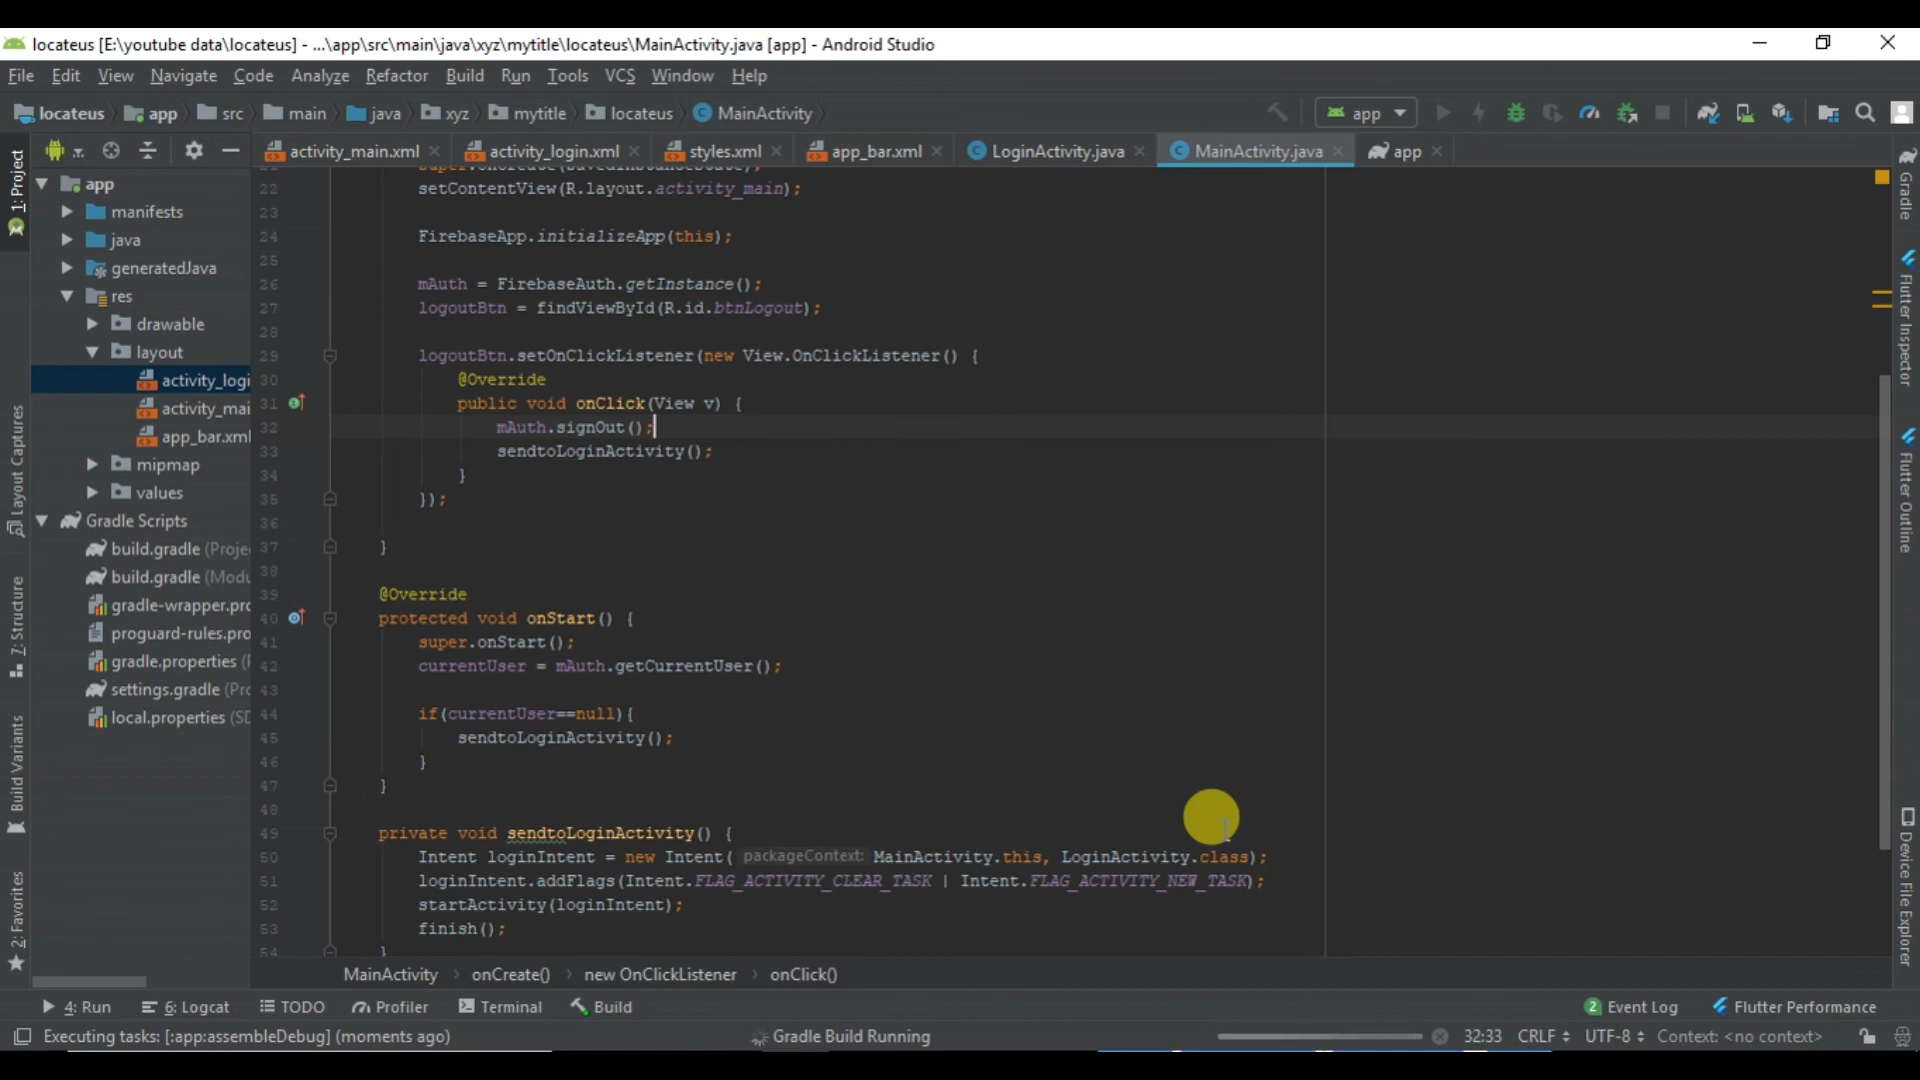 locateus [E:\youtube data\locateus] - ...\app\src\main\java\xyz\mytitle\locateus\MainActivity.java [app] - Android Studio
File Edit View Navigate Code Analyze Refactor Build Run Tools VCS Window Help
locateus app src main java xyz mytitle locateus MainActivity app
activity_main.xml activity_login.xml styles.xml app_bar.xml LoginActivity.java MainActivity.java app
1: Project
Layout Captures
7: Structure
Build Variants
2: Favorites
app
manifests
java
generatedJava
res
drawable
layout
activity_logi
activity_mai
app_bar.xml
mipmap
values
Gradle Scripts
build.gradle (Proje
build.gradle (Modu
gradle-wrapper.pro
proguard-rules.pro
gradle.properties (
settings.gradle (Pro
local.properties (SD
super.onCreate(savedInstanceState);
22 setContentView(R.layout.activity_main);
23
24 FirebaseApp.initializeApp(this);
25
26 mAuth = FirebaseAuth.getInstance();
27 logoutBtn = findViewById(R.id.btnLogout);
28
29 logoutBtn.setOnClickListener(new View.OnClickListener() {
30 @Override
31 public void onClick(View v) {
32 mAuth.signOut();
33 sendtoLoginActivity();
34 }
35 });
36
37 }
38
39 @Override
40 protected void onStart() {
41 super.onStart();
42 currentUser = mAuth.getCurrentUser();
43
44 if(currentUser==null){
45 sendtoLoginActivity();
46 }
47 }
48
49 private void sendtoLoginActivity() {
50 Intent loginIntent = new Intent( packageContext: MainActivity.this, LoginActivity.class);
51 loginIntent.addFlags(Intent.FLAG_ACTIVITY_CLEAR_TASK | Intent.FLAG_ACTIVITY_NEW_TASK);
52 startActivity(loginIntent);
53 finish();
54 }
Gradle
Flutter Inspector
Flutter Outline
Device File Explorer
MainActivity onCreate() new OnClickListener onClick()
4: Run 6: Logcat TODO Profiler Terminal Build 2 Event Log Flutter Performance
Executing tasks: [:app:assembleDebug] (moments ago) Gradle Build Running 32:33 CRLF UTF-8 Context: <no context>